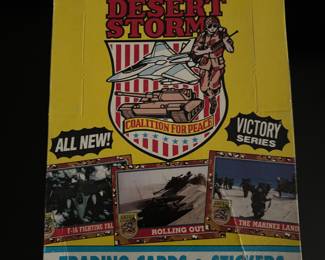 DESERT
STORM
COALITION FOR PEACE
ALL NEW!
VICTORY
SERIES
F-16 FIGHTING FAL
ROLLING OUT
THE MARINES LAND
TRADING CARDS • STICKERS